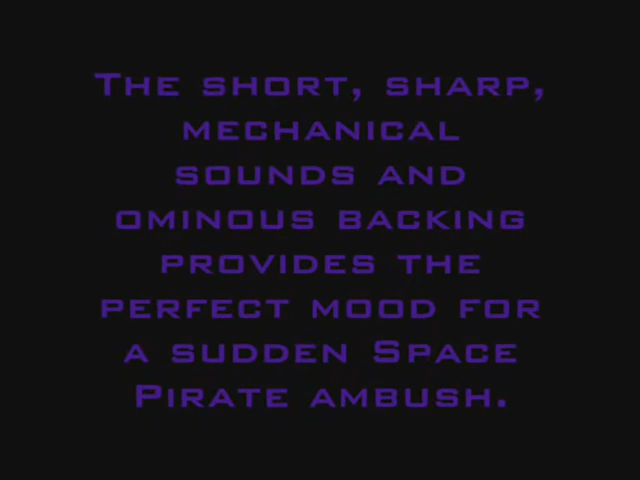 The short, sharp,
mechanical
sounds and
ominous backing
provides the
perfect mood for
a sudden Space
Pirate ambush.